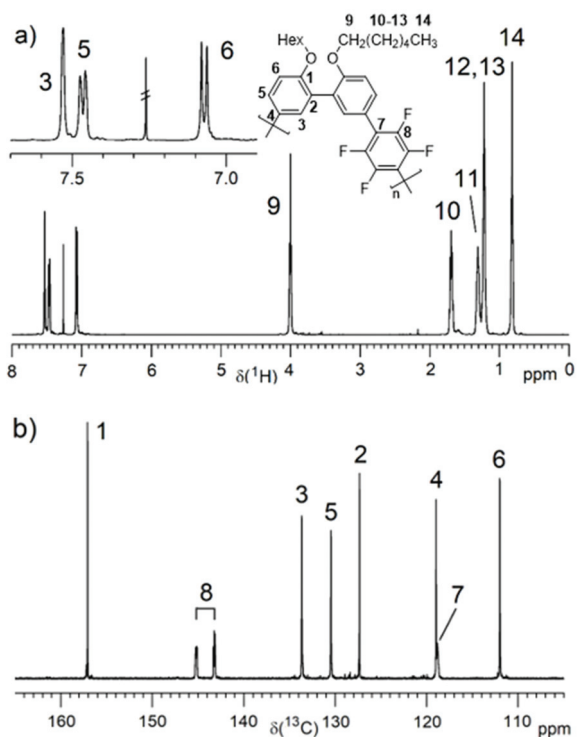 a)
3
5
6
7.5
7.0
9 10-13 14
Hex OCH₂(CH₂)₄CH₃
O
6
1
5
2
4
3
7
F 8
F
F
F
n
9
10
11
12,13
14
8 7 6 5 4 3 2 1 0
δ(¹H) ppm
b)
1
8
3
5
2
4
7
6
160 150 140 130 120 110
δ(¹³C) ppm